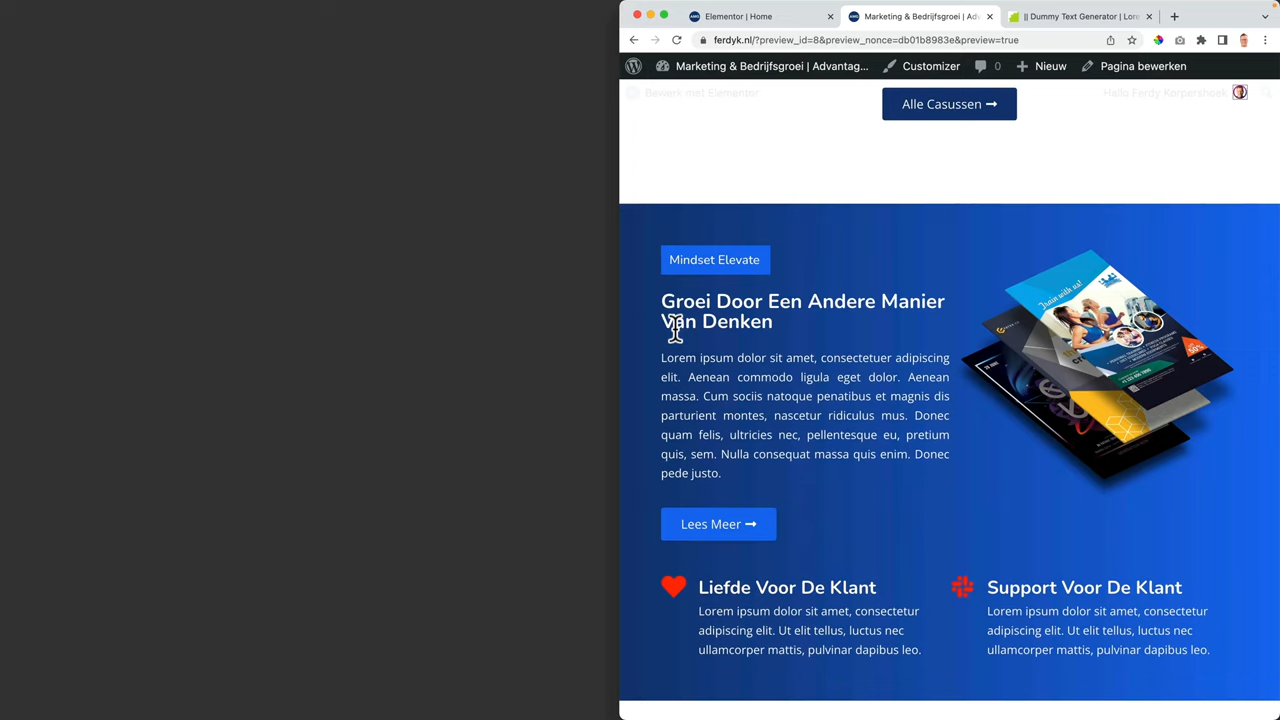 Elementor | Home
Marketing & Bedrijfsgroei | Ad
|| Dummy Text Generator | Lore
ferdyk.nl/?preview_id=8&preview_nonce=db01b8983e&preview=true
Marketing & Bedrijfsgroei | Advantag...
Customizer
0
Nieuw
Pagina bewerken
Bewerk met Elementor
Hallo Ferdy Korpershoek
Alle Casussen
Mindset Elevate
Groei Door Een Andere Manier
Van Denken
Lorem ipsum dolor sit amet, consectetuer adipiscing
elit. Aenean commodo ligula eget dolor. Aenean
massa. Cum sociis natoque penatibus et magnis dis
parturient montes, nascetur ridiculus mus. Donec
quam felis, ultricies nec, pellentesque eu, pretium
quis, sem. Nulla consequat massa quis enim. Donec
pede justo.
Train with us!
Lees Meer
Liefde Voor De Klant
Lorem ipsum dolor sit amet, consectetur
adipiscing elit. Ut elit tellus, luctus nec
ullamcorper mattis, pulvinar dapibus leo.
Support Voor De Klant
Lorem ipsum dolor sit amet, consectetur
adipiscing elit. Ut elit tellus, luctus nec
ullamcorper mattis, pulvinar dapibus leo.